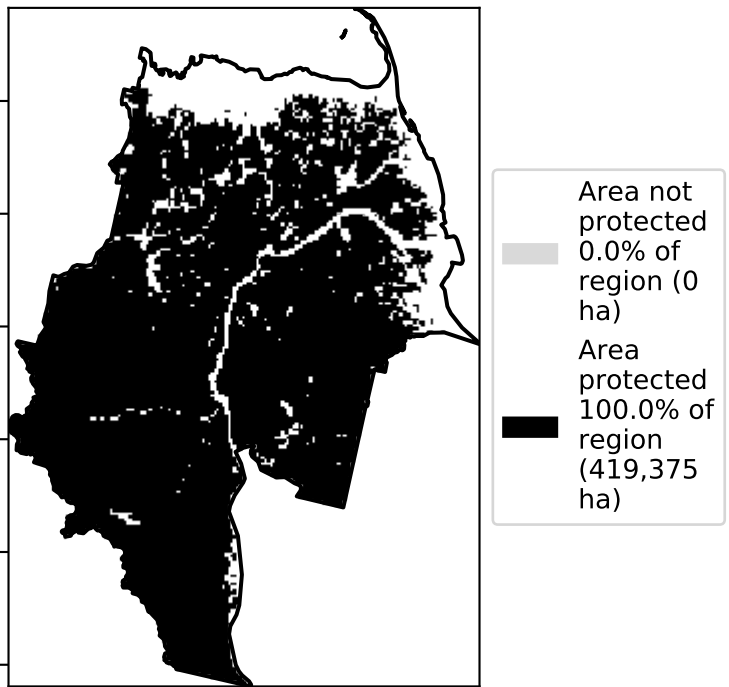 Area not
protected
0.0% of
region (0
ha)
Area
protected
100.0% of
region
(419,375
ha)